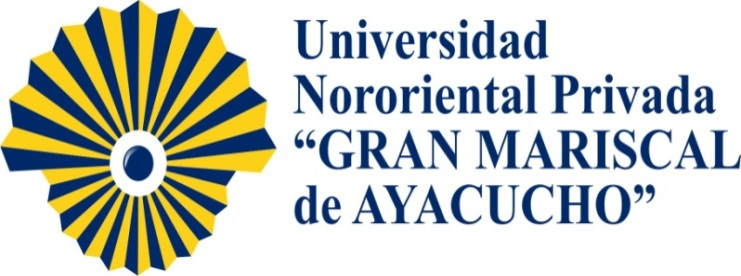 Universidad
Nororiental Privada
“GRAN MARISCAL
de AYACUCHO”